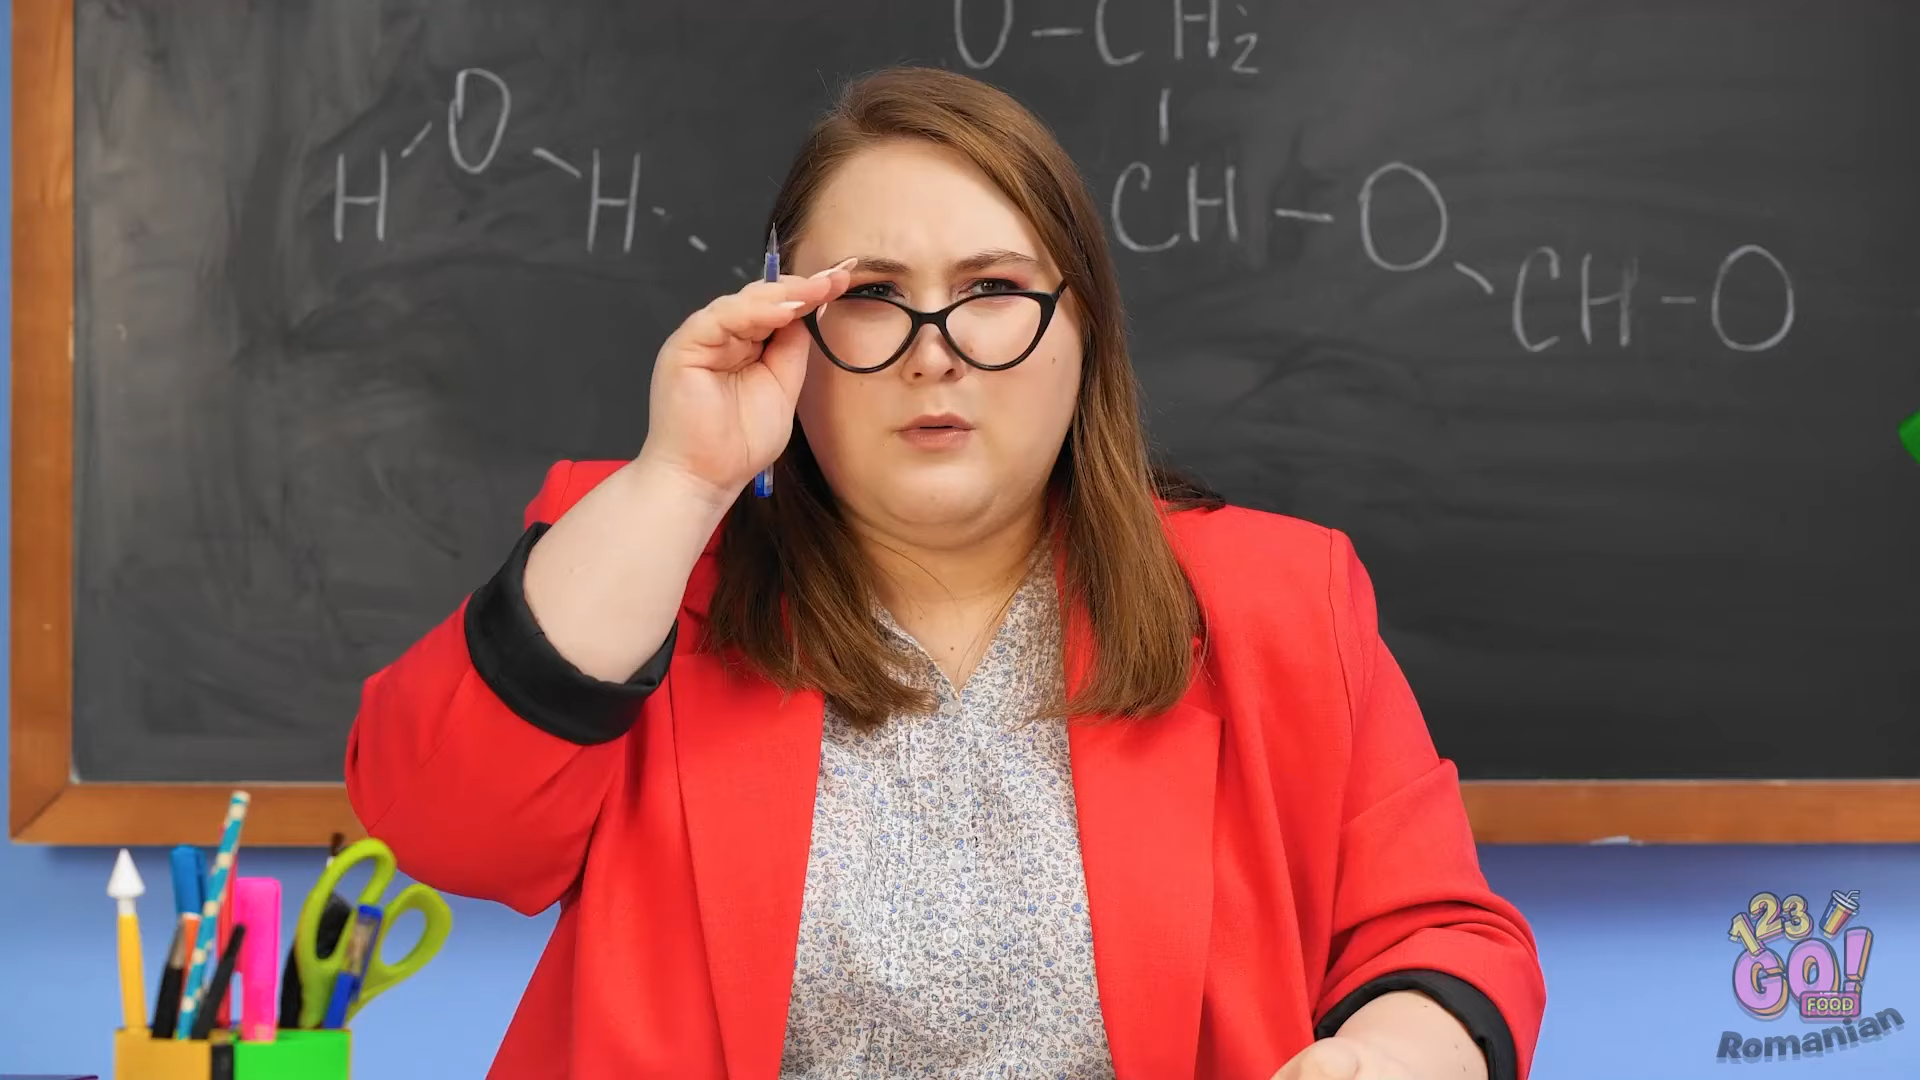 O-CH2
H O H
CH-O
CH-O
123
GO!
FOOD
Romanian